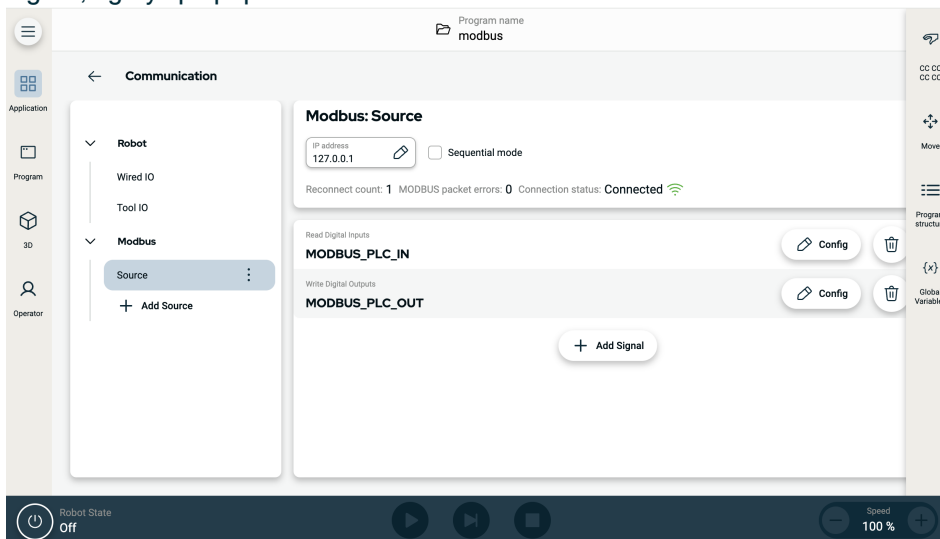 Program name
modbus
Communication
Application
Program
3D
Operator
Robot
Wired IO
Tool IO
Modbus
Source
Add Source
Modbus: Source
IP address
127.0.0.1
Sequential mode
Reconnect count: 1 MODBUS packet errors: 0 Connection status: Connected
Read Digital Inputs
MODBUS_PLC_IN
Config
Write Digital Outputs
MODBUS_PLC_OUT
Config
Add Signal
Move
{x}
Robot State
Off
Speed
100 %